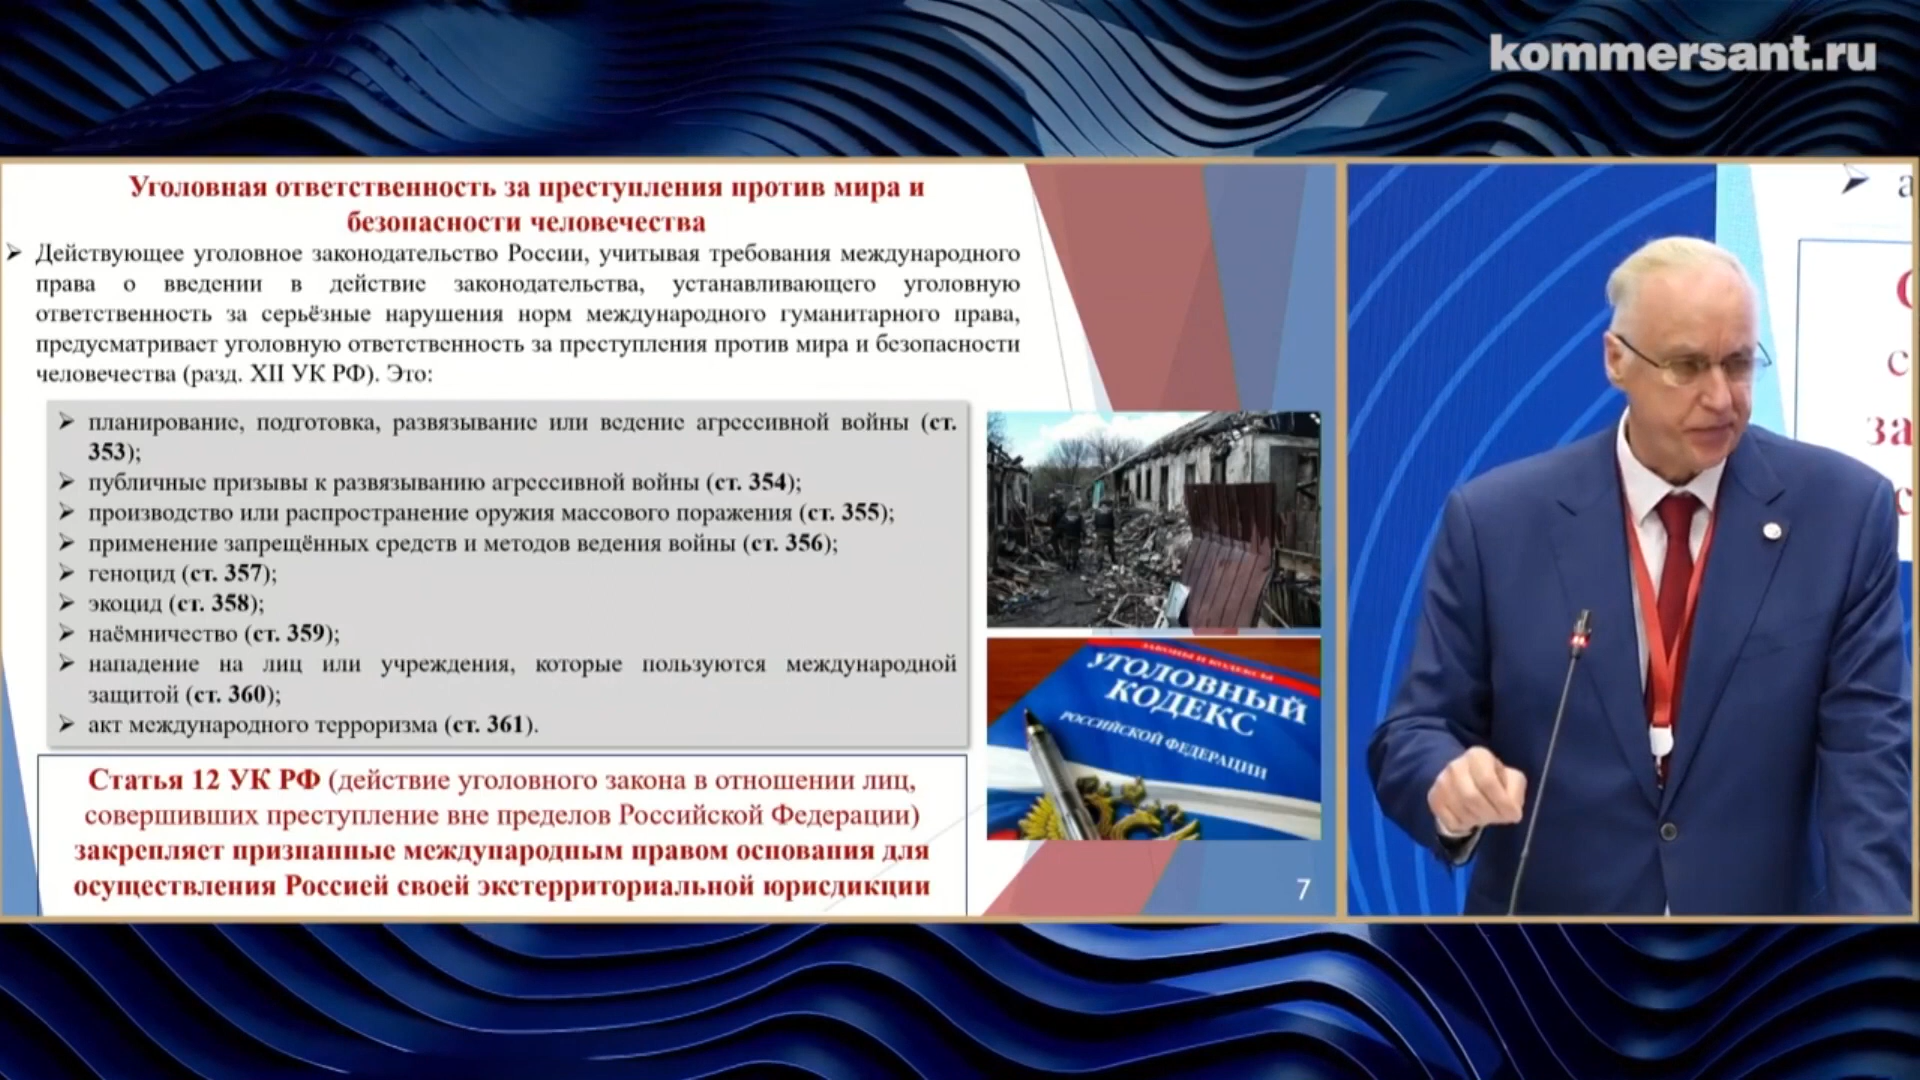 kommersant.ru
Уголовная ответственность за преступления против мира и
безопасности человечества
➢ Действующее уголовное законодательство России, учитывая требования международного
права о введении в действие законодательства, устанавливающего уголовную
ответственность за серьёзные нарушения норм международного гуманитарного права,
предусматривает уголовную ответственность за преступления против мира и безопасности
человечества (разд. XII УК РФ). Это:
➢ планирование, подготовка, развязывание или ведение агрессивной войны (ст.
353);
➢ публичные призывы к развязыванию агрессивной войны (ст. 354);
➢ производство или распространение оружия массового поражения (ст. 355);
➢ применение запрещённых средств и методов ведения войны (ст. 356);
➢ геноцид (ст. 357);
➢ экоцид (ст. 358);
➢ наёмничество (ст. 359);
➢ нападение на лиц или учреждения, которые пользуются международной
защитой (ст. 360);
➢ акт международного терроризма (ст. 361).
Статья 12 УК РФ (действие уголовного закона в отношении лиц,
совершивших преступление вне пределов Российской Федерации)
закрепляет признанные международным правом основания для
осуществления Россией своей экстерриториальной юрисдикции
ЗАКОНЫ И КОДЕКСЫ
УГОЛОВНЫЙ
КОДЕКС
РОССИЙСКОЙ ФЕДЕРАЦИИ
7
➢ а
с
за
с